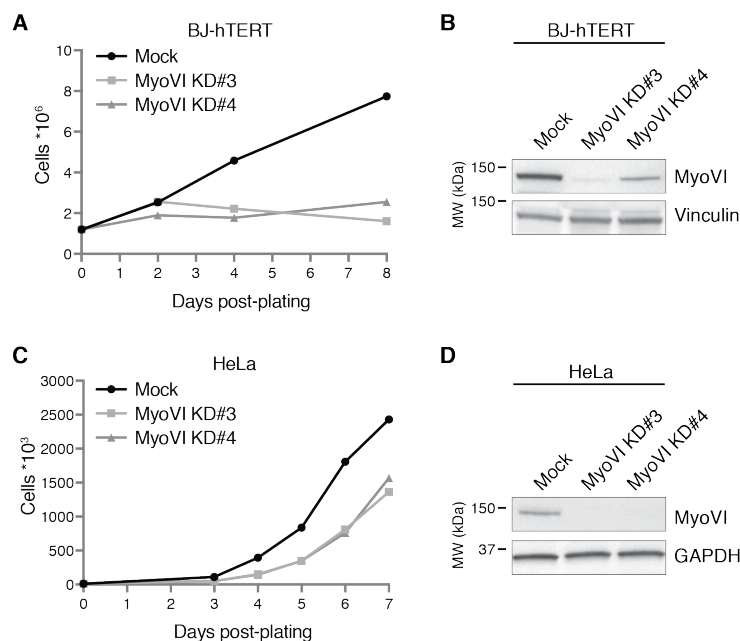 A
BJ-hTERT
Mock
MyoVI KD#3
MyoVI KD#4
10
8
6
4
2
0
Cells *10⁶
0 1 2 3 4 5 6 7 8
Days post-plating
B
BJ-hTERT
Mock
MyoVI KD#3
MyoVI KD#4
MW (kDa)
150
MyoVI
150
Vinculin
C
HeLa
Mock
MyoVI KD#3
MyoVI KD#4
3000
2500
2000
1500
1000
500
0
Cells *10³
0 1 2 3 4 5 6 7
Days post-plating
D
HeLa
Mock
MyoVI KD#3
MyoVI KD#4
MW (kDa)
150
MyoVI
37
GAPDH